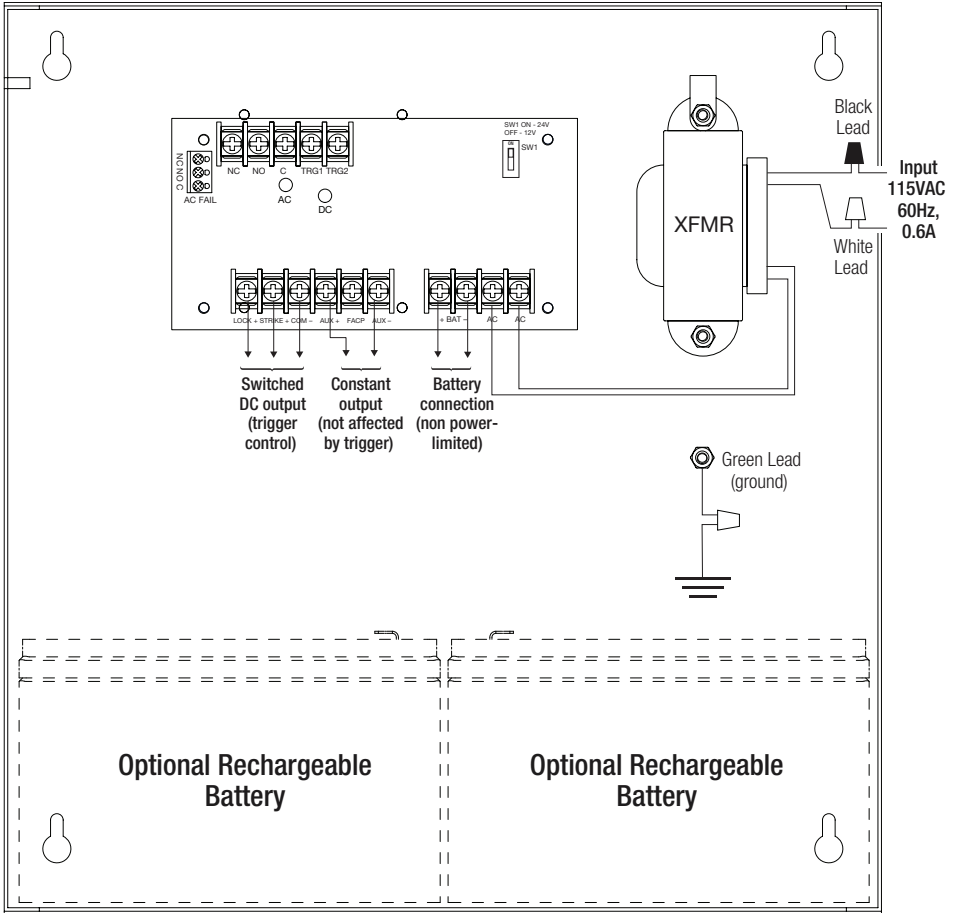 Black
Lead
Input
115VAC
60Hz,
0.6A
White
Lead
SW1 ON - 24V
OFF - 12V
ON
SW1
NC NO C
AC FAIL
NC NO C TRG1 TRG2
AC
DC
XFMR
LOCK + STRIKE + COM – AUX + FACP AUX –
+ BAT – AC AC
Switched
DC output
(trigger
control)
Constant
output
(not affected
by trigger)
Battery
connection
(non power-
limited)
Green Lead
(ground)
Optional Rechargeable
Battery
Optional Rechargeable
Battery